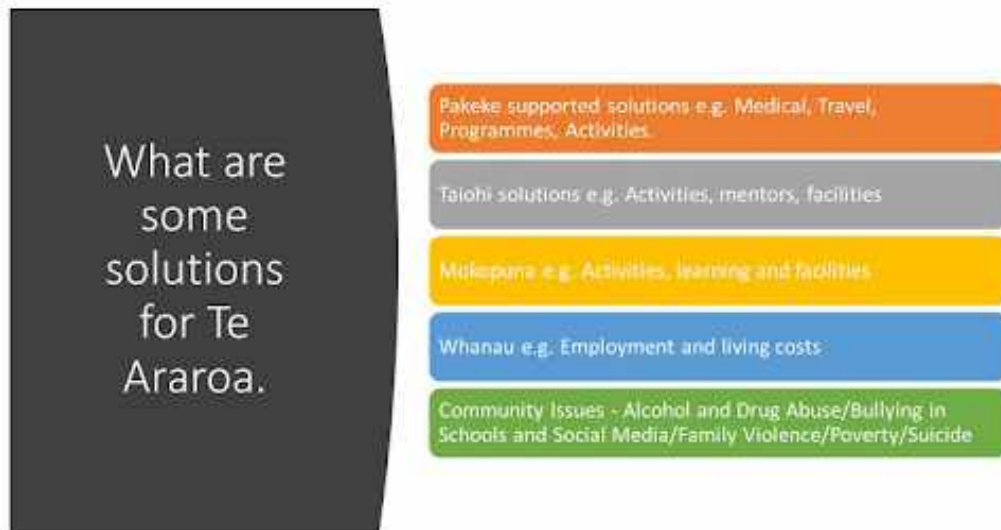 What are
some
solutions
for Te
Araroa.
Pakeke supported solutions e.g. Medical, Travel,
Programmes, Activities.
Taiohi solutions e.g. Activities, mentors, facilities
Mokopuna e.g. Activities, learning and facilities
Whanau e.g. Employment and living costs
Community Issues - Alcohol and Drug Abuse/Bullying in
Schools and Social Media/Family Violence/Poverty/Suicide